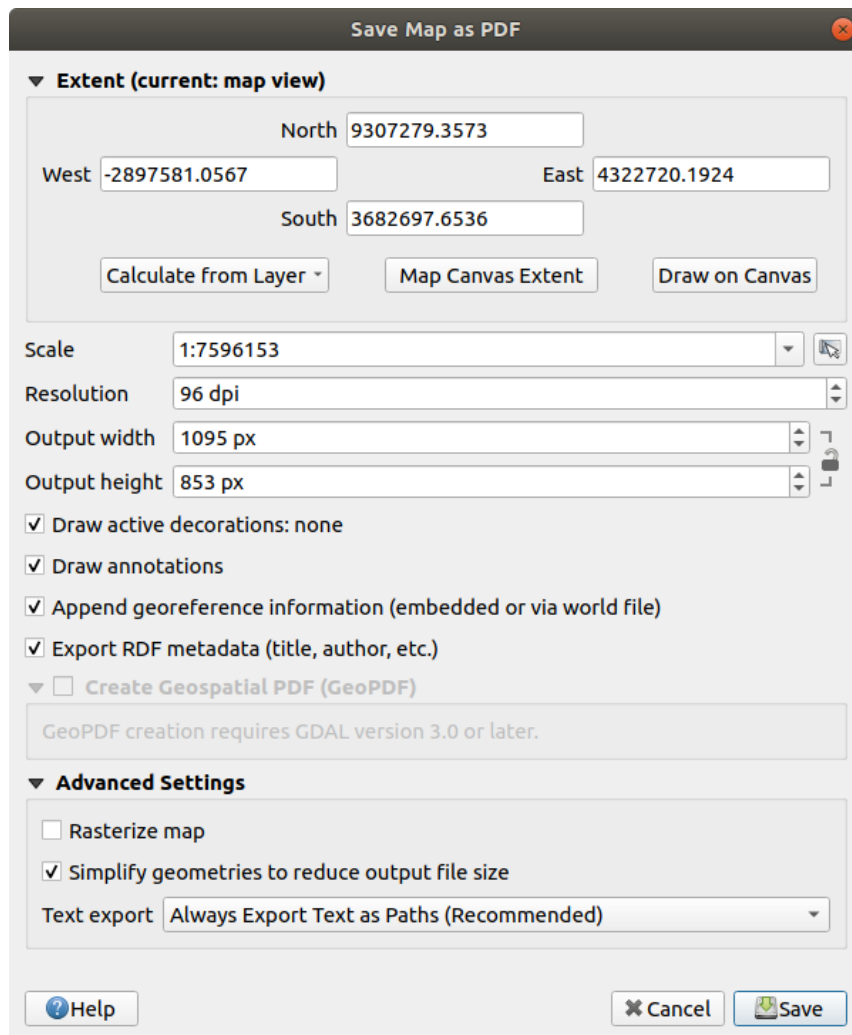 Save Map as PDF
Extent (current: map view)
North 9307279.3573
West -2897581.0567 East 4322720.1924
South 3682697.6536
Calculate from Layer Map Canvas Extent Draw on Canvas
Scale 1:7596153
Resolution 96 dpi
Output width 1095 px
Output height 853 px
Draw active decorations: none
Draw annotations
Append georeference information (embedded or via world file)
Export RDF metadata (title, author, etc.)
Create Geospatial PDF (GeoPDF)
GeoPDF creation requires GDAL version 3.0 or later.
Advanced Settings
Rasterize map
Simplify geometries to reduce output file size
Text export Always Export Text as Paths (Recommended)
Help Cancel Save